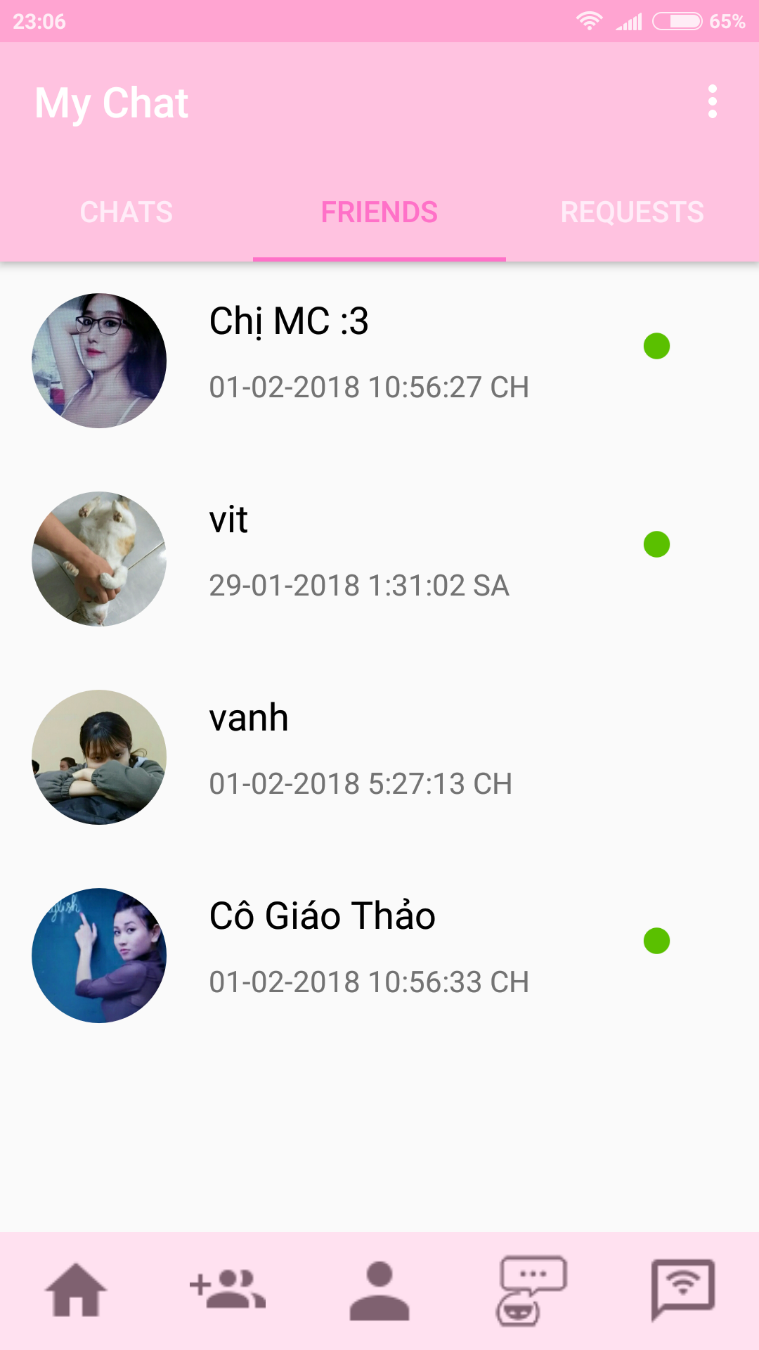 23:06 65%
My Chat
CHATS FRIENDS REQUESTS
Chị MC :3
01-02-2018 10:56:27 CH
vit
29-01-2018 1:31:02 SA
vanh
01-02-2018 5:27:13 CH
Cô Giáo Thảo
01-02-2018 10:56:33 CH